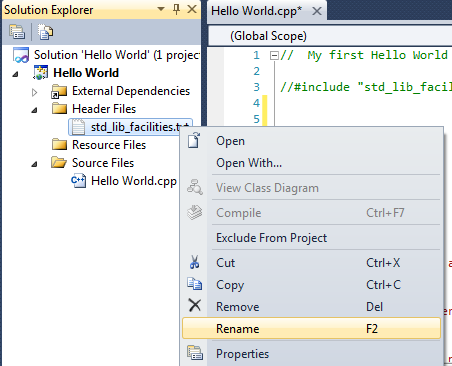 Solution Explorer
Solution 'Hello World' (1 projec
Hello World
External Dependencies
Header Files
std_lib_facilities.t
Resource Files
Source Files
Hello World.cpp
Hello World.cpp*
(Global Scope)
1 // My first Hello World
2
3 //#include "std_lib_facil
4
5
Open
Open With...
View Class Diagram
Compile Ctrl+F7
Exclude From Project
Cut Ctrl+X
Copy Ctrl+C
Remove Del
Rename F2
Properties